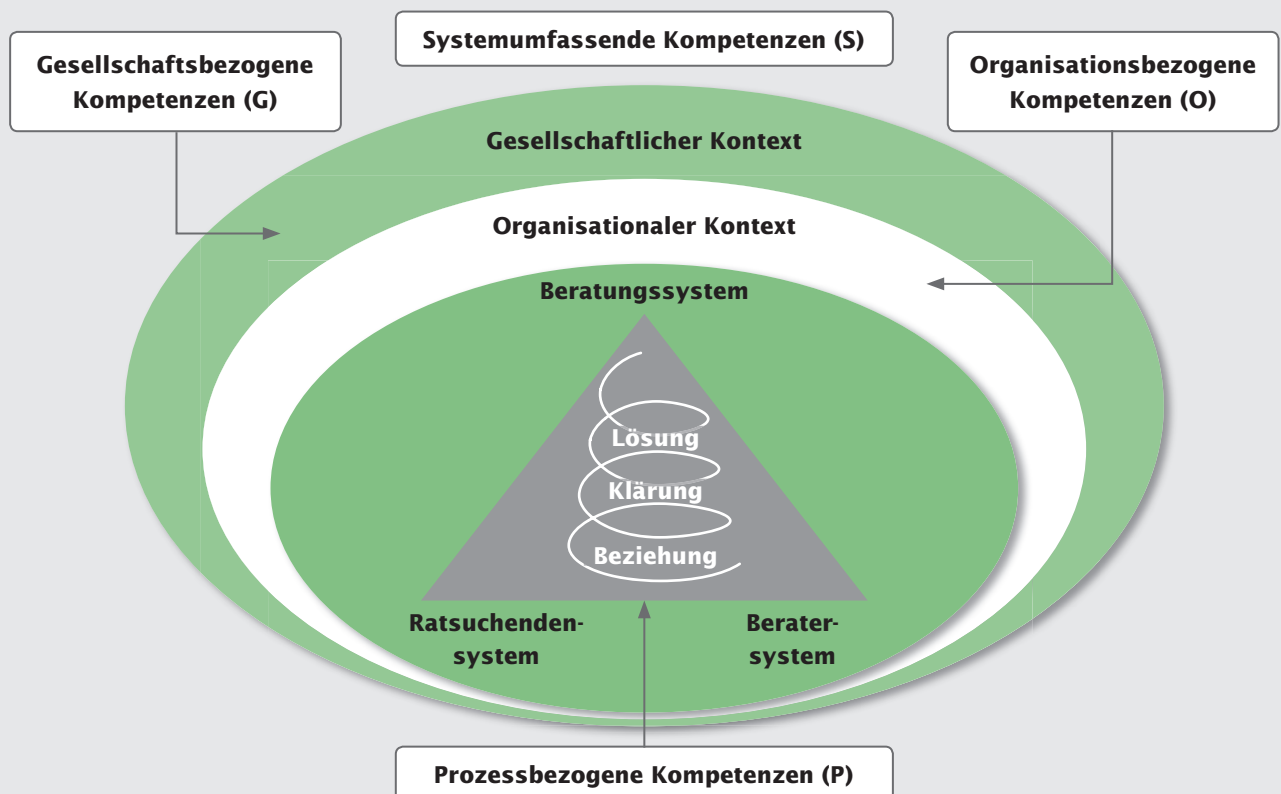 Systemumfassende Kompetenzen (S)
Gesellschaftsbezogene
Kompetenzen (G)
Organisationsbezogene
Kompetenzen (O)
Gesellschaftlicher Kontext
Organisationaler Kontext
Beratungssystem
Lösung
Klärung
Beziehung
Ratsuchenden-
system
Berater-
system
Prozessbezogene Kompetenzen (P)